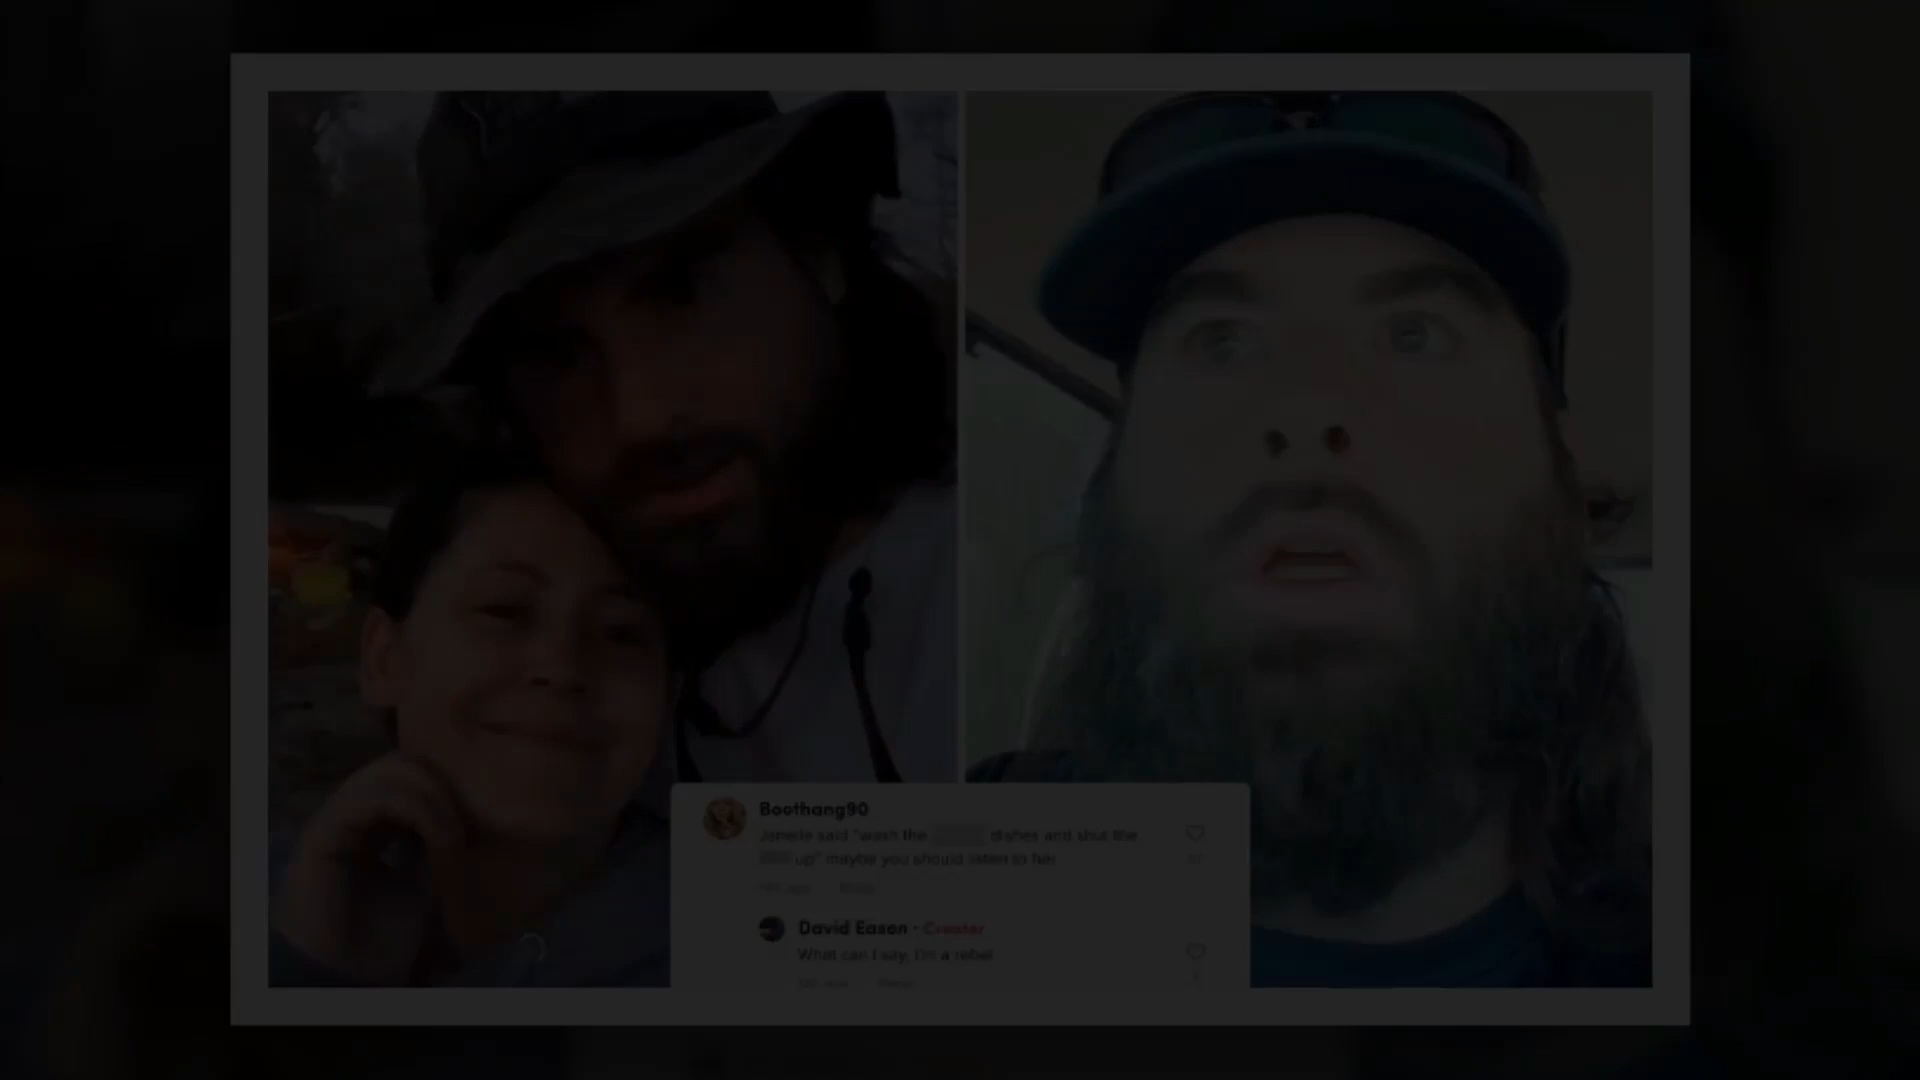 Boothang90
Jenelle said "wash the dishes and shut the
up" maybe you should listen to her
David Eason · Creator
What can I say, I'm a rebel